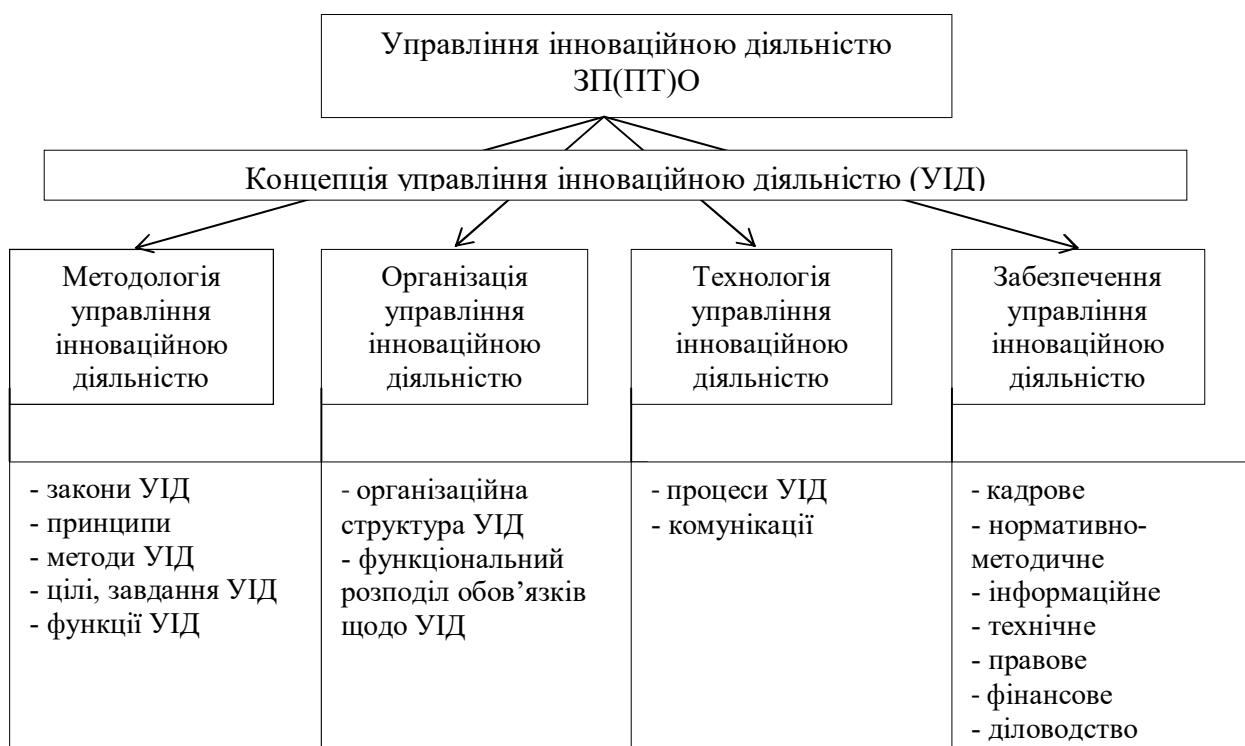 Управління інноваційною діяльністю
ЗП(ПТ)О
Концепція управління інноваційною діяльністю (УІД)
Методологія
управління
інноваційною
діяльністю
Організація
управління
інноваційною
діяльністю
Технологія
управління
інноваційною
діяльністю
Забезпечення
управління
інноваційною
діяльністю
- закони УІД
- принципи
- методи УІД
- цілі, завдання УІД
- функції УІД
- організаційна
структура УІД
- функціональний
розподіл обов’язків
щодо УІД
- процеси УІД
- комунікації
- кадрове
- нормативно-
методичне
- інформаційне
- технічне
- правове
- фінансове
- діловодство